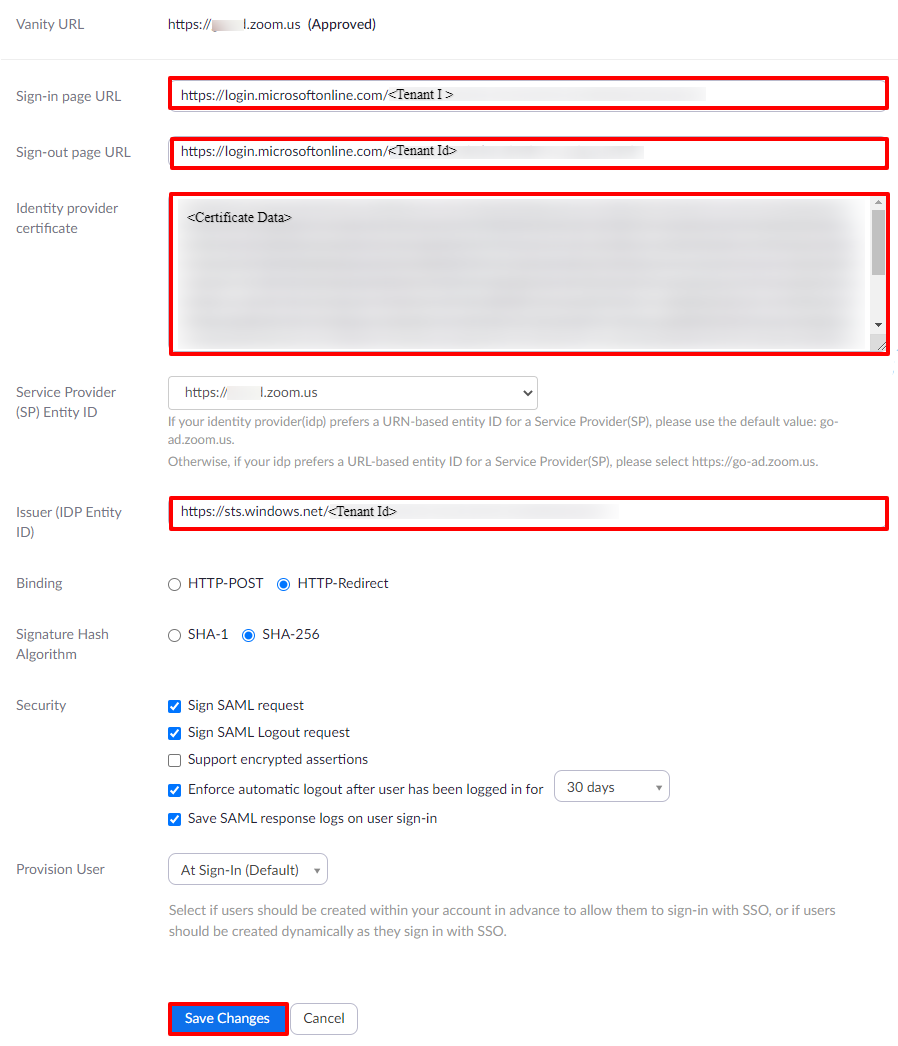 Vanity URL https:// l.zoom.us (Approved)
Sign-in page URL https://login.microsoftonline.com/<Tenant I >
Sign-out page URL https://login.microsoftonline.com/<Tenant Id>
Identity provider
certificate
<Certificate Data>
Service Provider
(SP) Entity ID
https:// l.zoom.us
If your identity provider(idp) prefers a URN-based entity ID for a Service Provider(SP), please use the default value: go-
ad.zoom.us.
Otherwise, if your idp prefers a URL-based entity ID for a Service Provider(SP), please select https://go-ad.zoom.us.
Issuer (IDP Entity
ID)
https://sts.windows.net/<Tenant Id>
Binding HTTP-POST HTTP-Redirect
Signature Hash
Algorithm
SHA-1 SHA-256
Security Sign SAML request
Sign SAML Logout request
Support encrypted assertions
Enforce automatic logout after user has been logged in for 30 days
Save SAML response logs on user sign-in
Provision User At Sign-In (Default)
Select if users should be created within your account in advance to allow them to sign-in with SSO, or if users
should be created dynamically as they sign in with SSO.
Save Changes Cancel